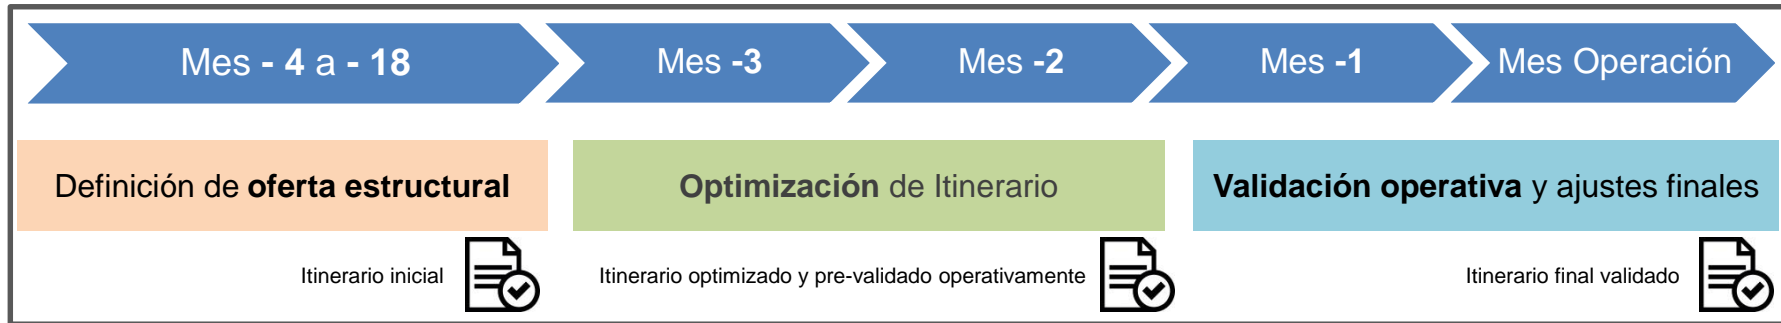 Mes - 4 a - 18
Mes -3
Mes -2
Mes -1
Mes Operación
Definición de oferta estructural
Optimización de Itinerario
Validación operativa y ajustes finales
Itinerario inicial
Itinerario optimizado y pre-validado operativamente
Itinerario final validado